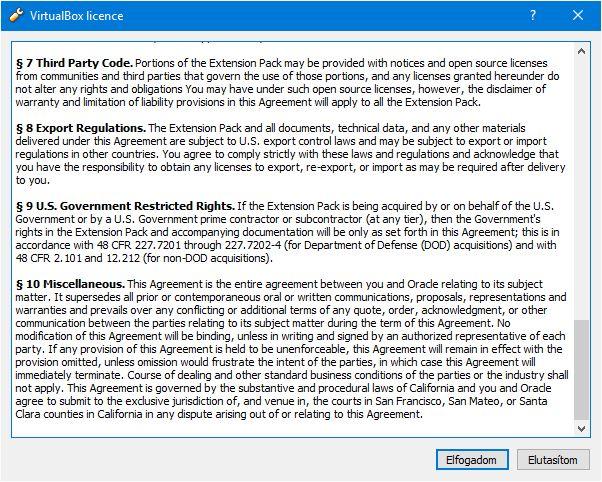 VirtualBox licence
§ 7 Third Party Code. Portions of the Extension Pack may be provided with notices and open source licenses
from communities and third parties that govern the use of those portions, and any licenses granted hereunder do
not alter any rights and obligations You may have under such open source licenses, however, the disclaimer of
warranty and limitation of liability provisions in this Agreement will apply to all the Extension Pack.
§ 8 Export Regulations. The Extension Pack and all documents, technical data, and any other materials
delivered under this Agreement are subject to U.S. export control laws and may be subject to export or import
regulations in other countries. You agree to comply strictly with these laws and regulations and acknowledge that
you have the responsibility to obtain any licenses to export, re-export, or import as may be required after delivery
to you.
§ 9 U.S. Government Restricted Rights. If the Extension Pack is being acquired by or on behalf of the U.S.
Government or by a U.S. Government prime contractor or subcontractor (at any tier), then the Government's
rights in the Extension Pack and accompanying documentation will be only as set forth in this Agreement; this is in
accordance with 48 CFR 227.7201 through 227.7202-4 (for Department of Defense (DOD) acquisitions) and with
48 CFR 2.101 and 12.212 (for non-DOD acquisitions).
§ 10 Miscellaneous. This Agreement is the entire agreement between you and Oracle relating to its subject
matter. It supersedes all prior or contemporaneous oral or written communications, proposals, representations and
warranties and prevails over any conflicting or additional terms of any quote, order, acknowledgment, or other
communication between the parties relating to its subject matter during the term of this Agreement. No
modification of this Agreement will be binding, unless in writing and signed by an authorized representative of each
party. If any provision of this Agreement is held to be unenforceable, this Agreement will remain in effect with the
provision omitted, unless omission would frustrate the intent of the parties, in which case this Agreement will
immediately terminate. Course of dealing and other standard business conditions of the parties or the industry shall
not apply. This Agreement is governed by the substantive and procedural laws of California and you and Oracle
agree to submit to the exclusive jurisdiction of, and venue in, the courts in San Francisco, San Mateo, or Santa
Clara counties in California in any dispute arising out of or relating to this Agreement.
Elfogadom
Elutasítom